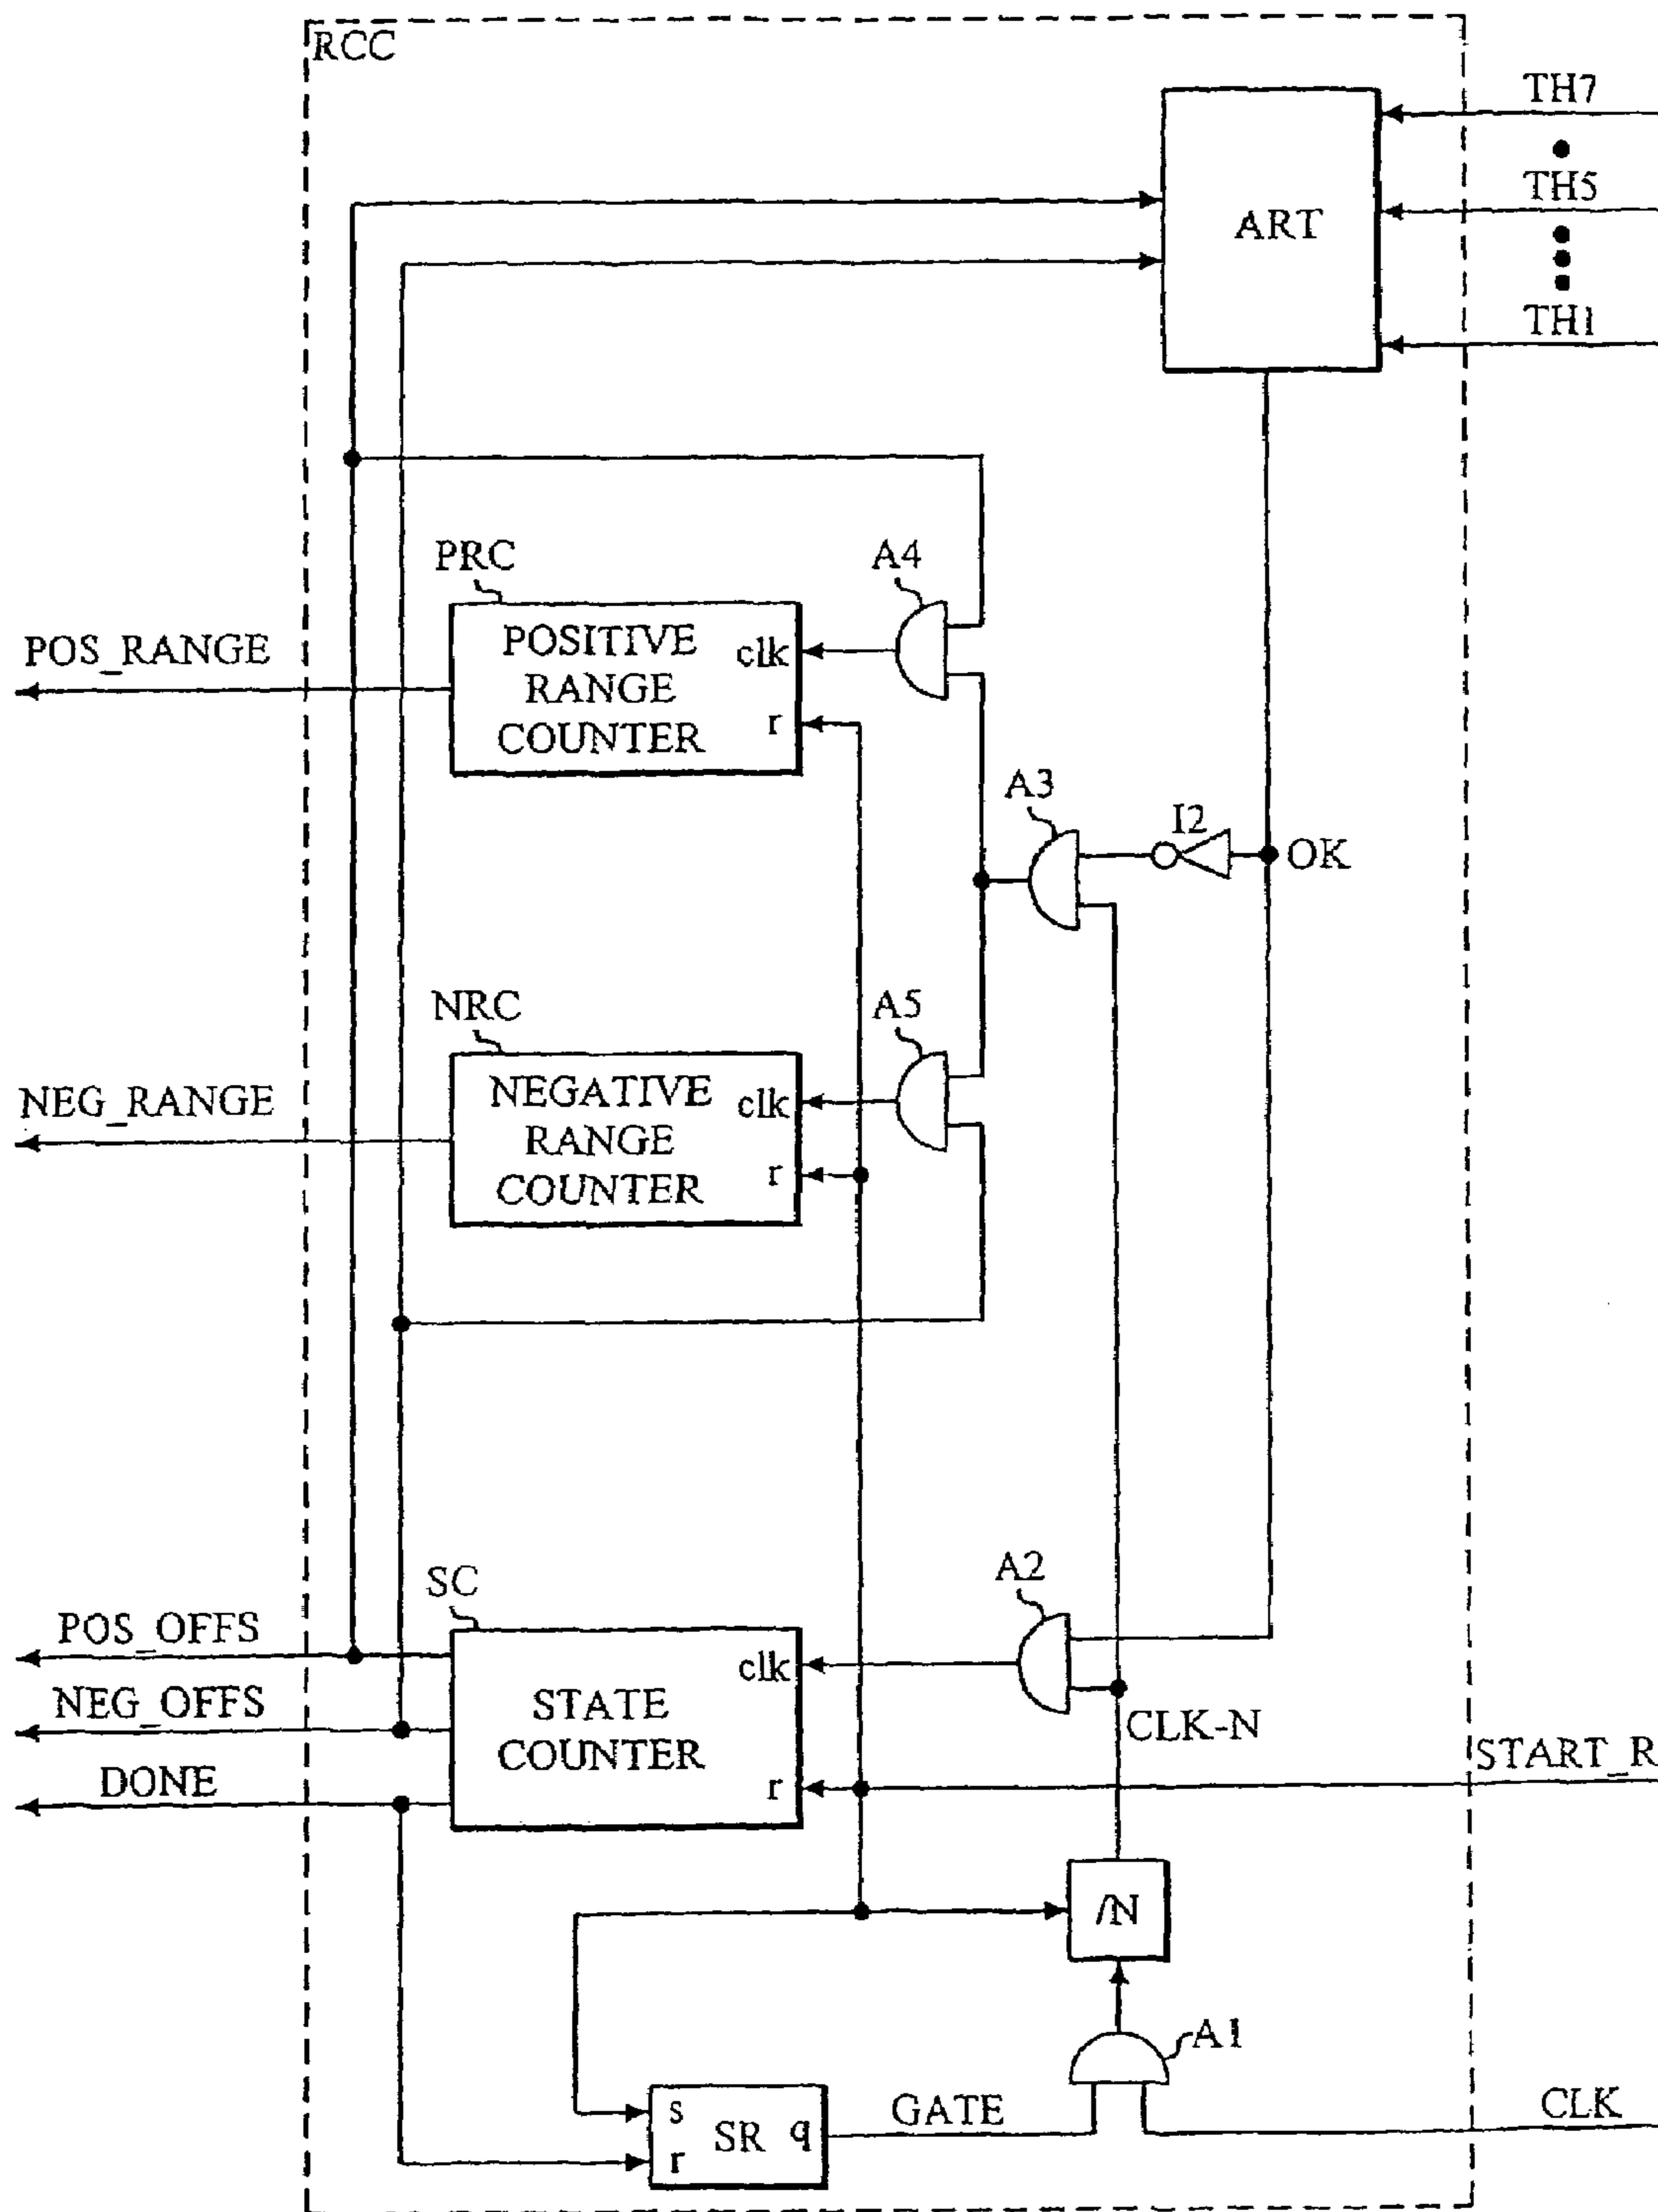 RCC
TH7
TH5
ART
TH1
PRC
A4
POS_RANGE
POSITIVE
RANGE
COUNTER
clk
r
A3
I2
OK
NRC
A5
NEG_RANGE
NEGATIVE
RANGE
COUNTER
clk
r
SC
A2
POS_OFFS
NEG_OFFS
DONE
STATE
COUNTER
clk
r
CLK-N
START_R
/N
A1
s
r
SR
q
GATE
CLK